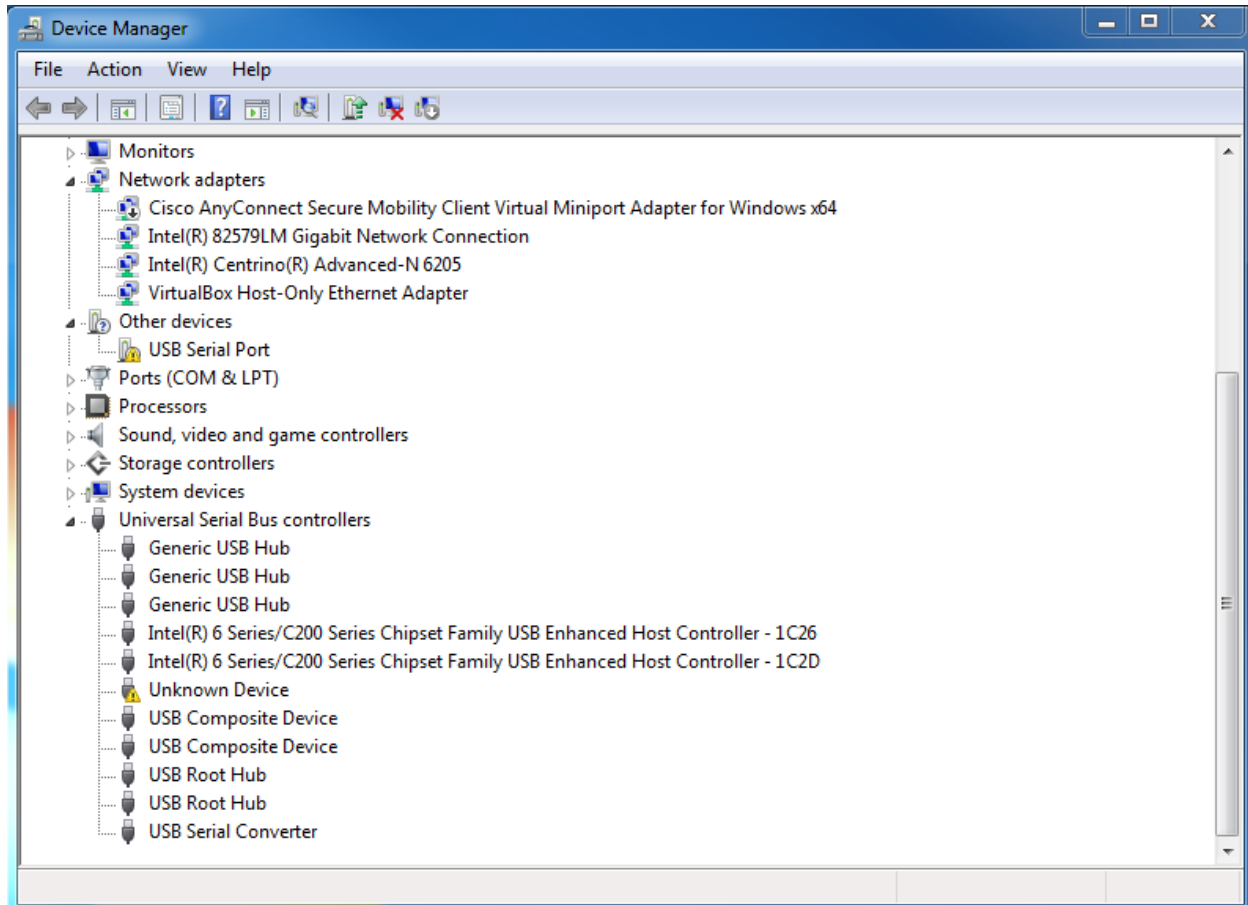 Device Manager
File Action View Help
Monitors
Network adapters
Cisco AnyConnect Secure Mobility Client Virtual Miniport Adapter for Windows x64
Intel(R) 82579LM Gigabit Network Connection
Intel(R) Centrino(R) Advanced-N 6205
VirtualBox Host-Only Ethernet Adapter
Other devices
USB Serial Port
Ports (COM & LPT)
Processors
Sound, video and game controllers
Storage controllers
System devices
Universal Serial Bus controllers
Generic USB Hub
Generic USB Hub
Generic USB Hub
Intel(R) 6 Series/C200 Series Chipset Family USB Enhanced Host Controller - 1C26
Intel(R) 6 Series/C200 Series Chipset Family USB Enhanced Host Controller - 1C2D
Unknown Device
USB Composite Device
USB Composite Device
USB Root Hub
USB Root Hub
USB Serial Converter